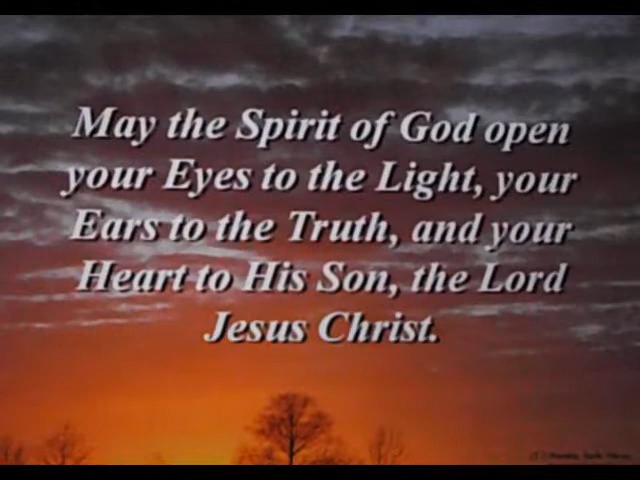 May the Spirit of God open
your Eyes to the Light, your
Ears to the Truth, and your
Heart to His Son, the Lord
Jesus Christ.